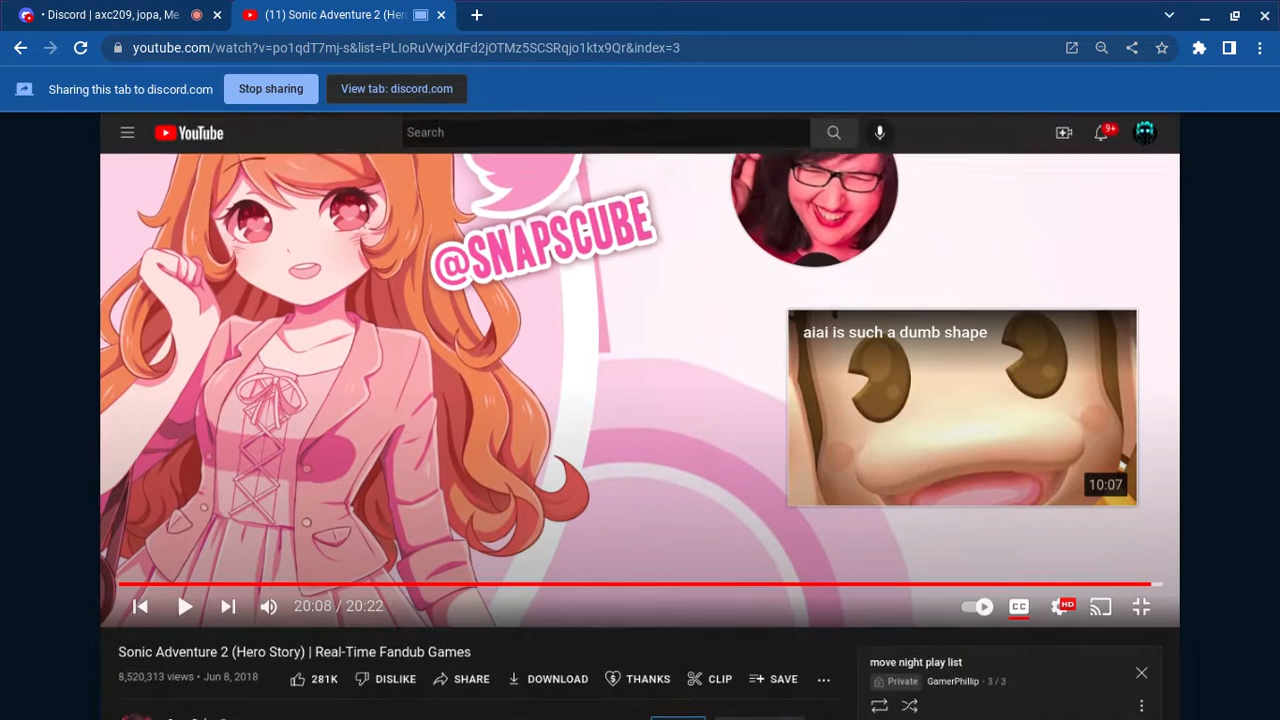 • Discord | axc209, jopa, Me
(11) Sonic Adventure 2 (Her
youtube.com/watch?v=po1qdT7mj-s&list=PLIoRuVwjXdFd2jOTMz5SCSRqjo1ktx9Qr&index=3
Sharing this tab to discord.com
Stop sharing
View tab: discord.com
YouTube
Search
9+
@SNAPSCUBE
aiai is such a dumb shape
10:07
20:08 / 20:22
CC
HD
Sonic Adventure 2 (Hero Story) | Real-Time Fandub Games
8,520,313 views • Jun 8, 2018
281K
DISLIKE
SHARE
DOWNLOAD
THANKS
CLIP
SAVE
move night play list
Private
GamerPhillip - 3 / 3